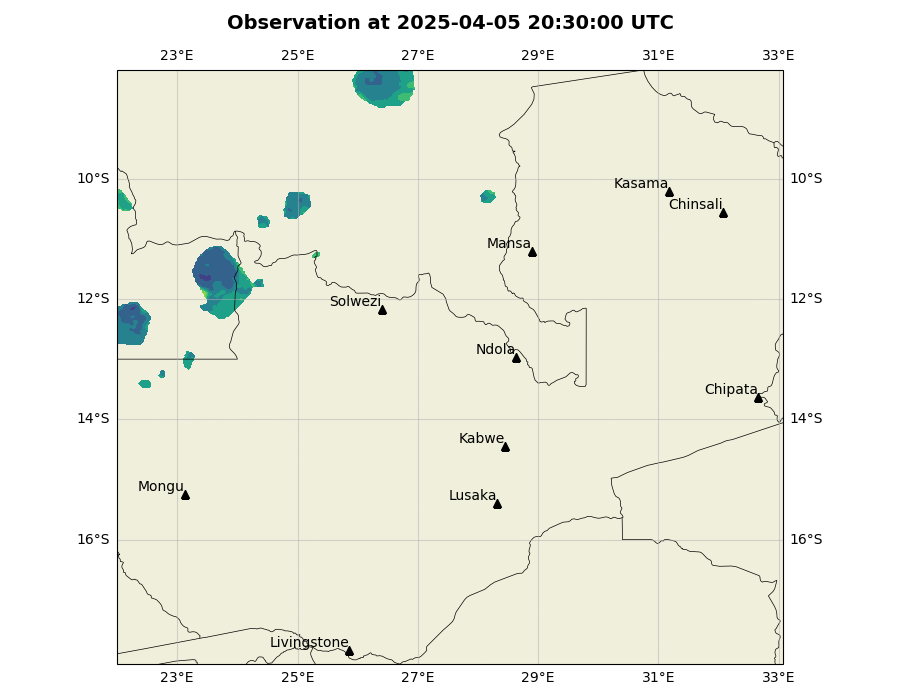 Observation at 2025-04-05 20:30:00 UTC
23°E 25°E 27°E 29°E 31°E 33°E
10°S 10°S
Kasama
Chinsali
Mansa
12°S 12°S
Solwezi
Ndola
Chipata
14°S 14°S
Kabwe
Mongu
Lusaka
16°S 16°S
Livingstone
23°E 25°E 27°E 29°E 31°E 33°E